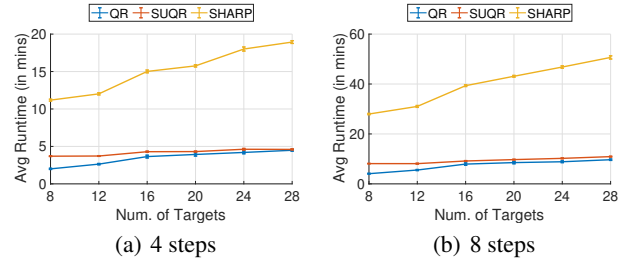 QR SUQR SHARP
Avg Runtime (in mins)
20
15
10
5
0
8 12 16 20 24 28
Num. of Targets
(a) 4 steps
QR SUQR SHARP
Avg Runtime (in mins)
60
40
20
0
8 12 16 20 24 28
Num. of Targets
(b) 8 steps